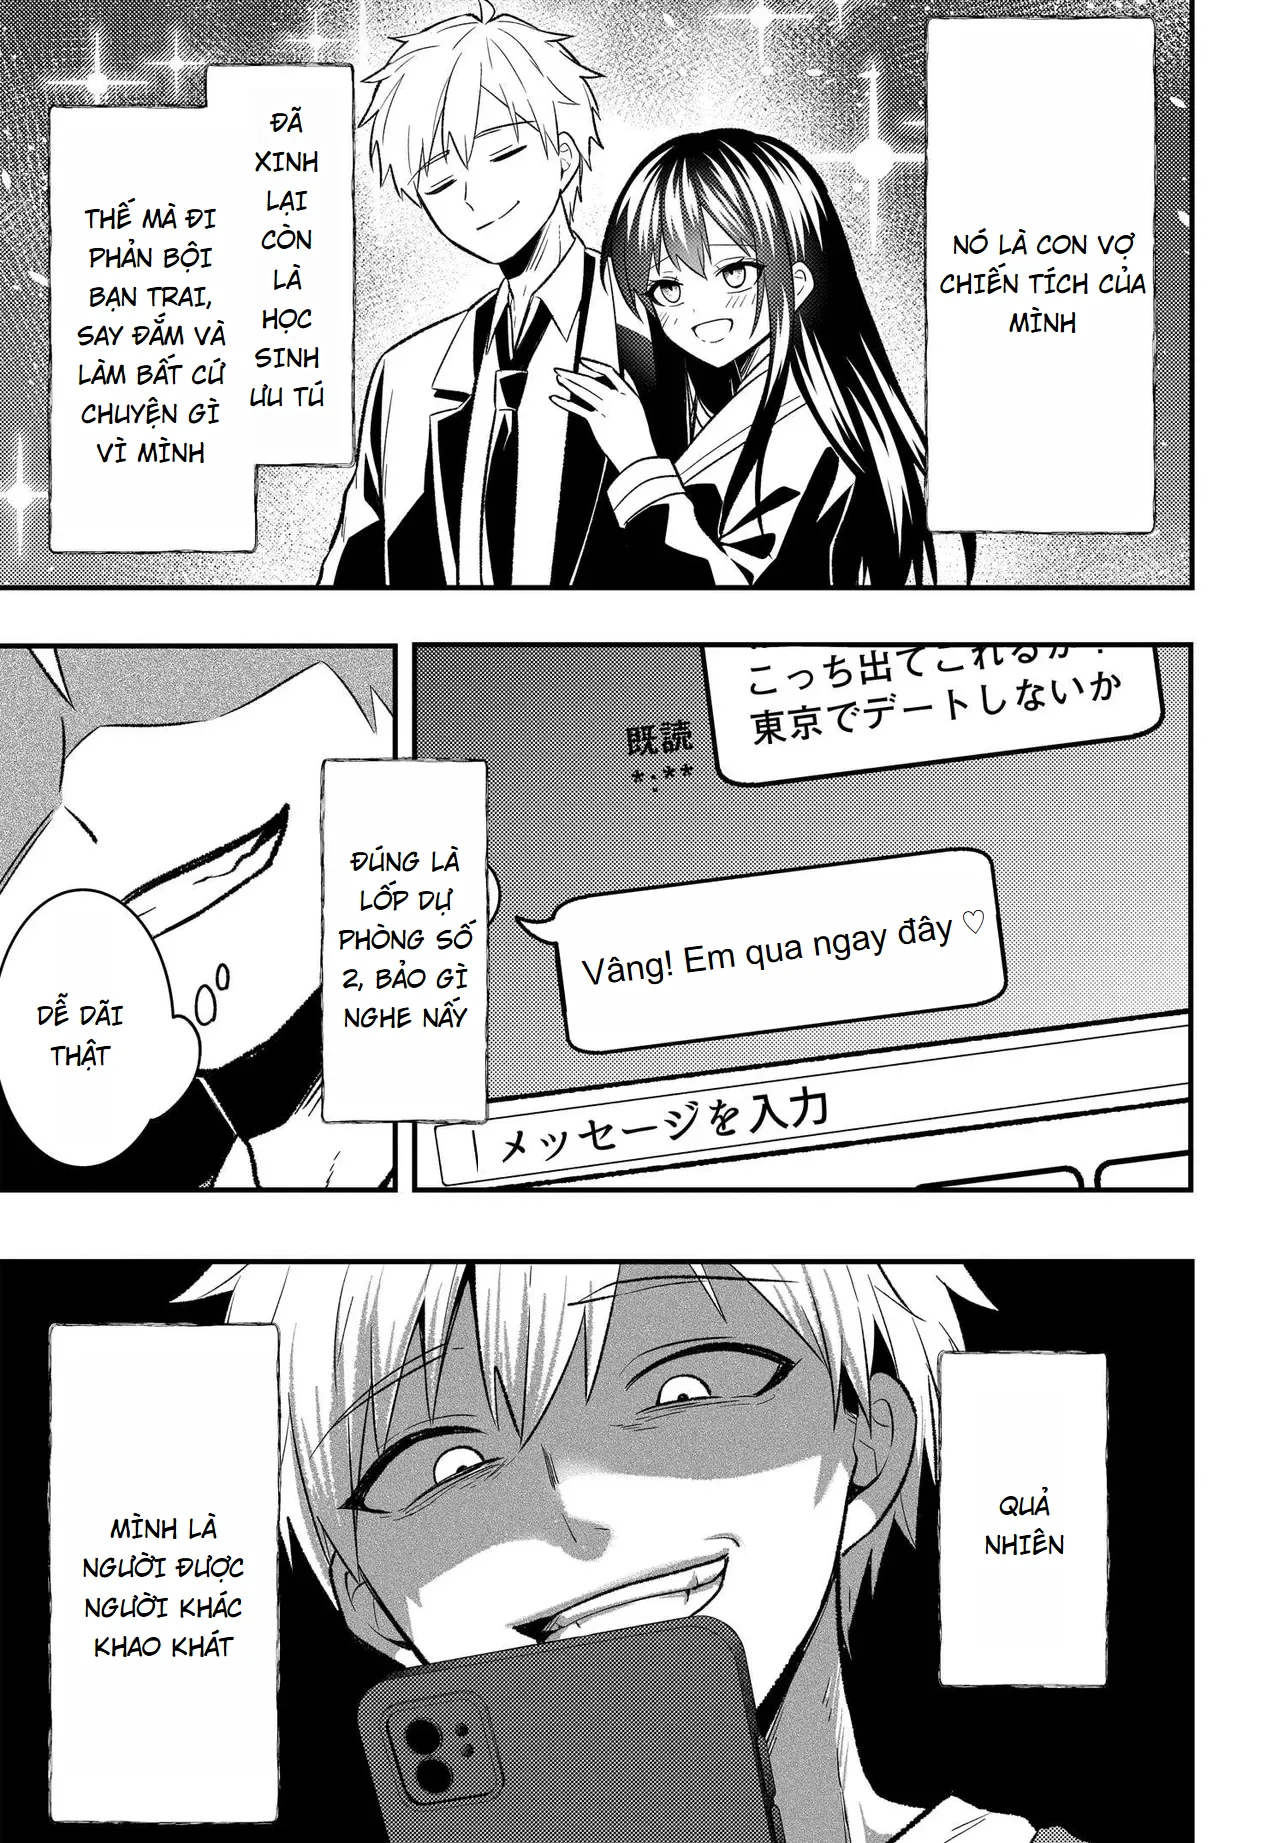 NÓ LÀ CON VỢ
CHIẾN TÍCH CỦA
MÌNH
ĐÃ
XINH
LẠI
CÒN
LÀ
HỌC
SINH
ƯU TÚ
THẾ MÀ ĐI
PHẢN BỘI
BẠN TRAI,
SAY ĐẮM VÀ
LÀM BẤT CỨ
CHUYỆN GÌ
VÌ MÌNH
こっち出てこれるか？
東京でデートしないか
既読
*:**
Vâng! Em qua ngay đây ♡
メッセージを入力
ĐÚNG LÀ
LỐP DỰ
PHÒNG SỐ
2, BẢO GÌ
NGHE NẤY
DỄ DÃI
THẬT
QUẢ
NHIÊN
MÌNH LÀ
NGƯỜI ĐƯỢC
NGƯỜI KHÁC
KHAO KHÁT